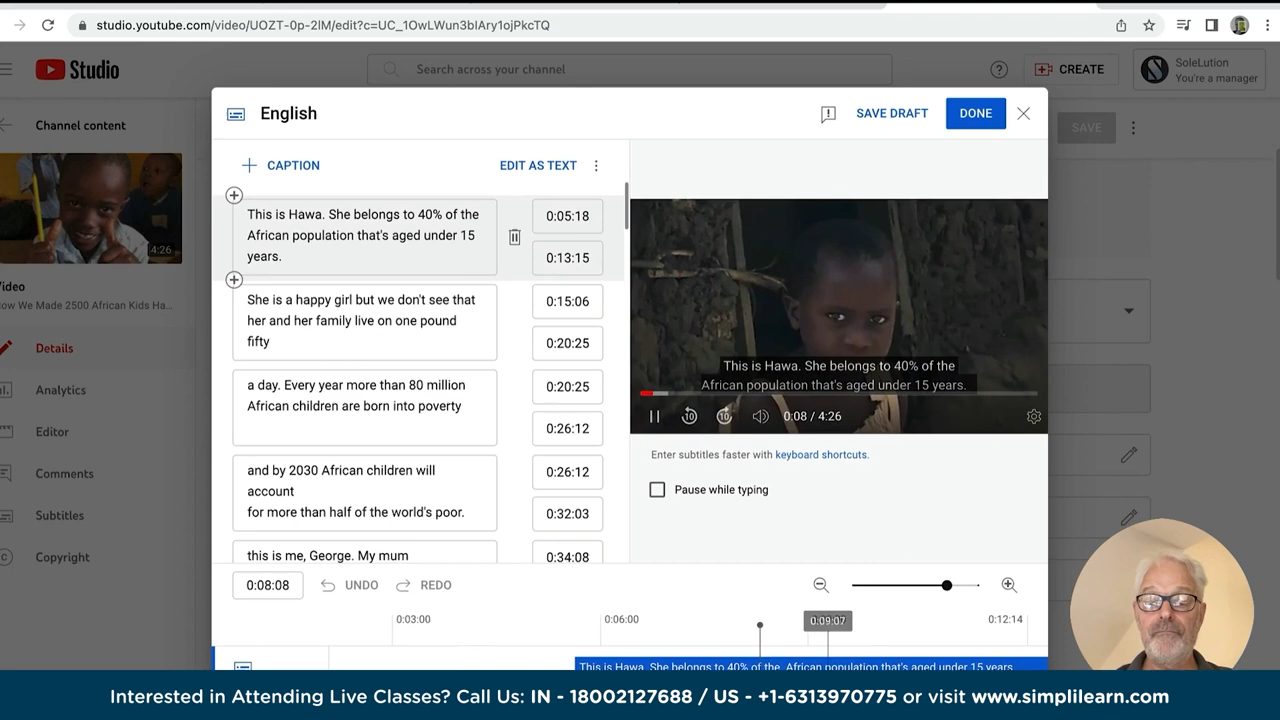 studio.youtube.com/video/UOZT-0p-2lM/edit?c=UC_1OwLWun3bIAry1ojPkcTQ
Studio
Search across your channel
CREATE
SoleLution
You're a manager
Channel content
SAVE
English
SAVE DRAFT
DONE
CAPTION
EDIT AS TEXT
This is Hawa. She belongs to 40% of the
African population that's aged under 15
years.
0:05:18
0:13:15
She is a happy girl but we don't see that
her and her family live on one pound
fifty
0:15:06
0:20:25
a day. Every year more than 80 million
African children are born into poverty
0:20:25
0:26:12
and by 2030 African children will
account
for more than half of the world's poor.
0:26:12
0:32:03
this is me, George. My mum
0:34:08
4:26
Video
How We Made 2500 African Kids Ha...
Details
Analytics
Editor
Comments
Subtitles
Copyright
This is Hawa. She belongs to 40% of the
African population that's aged under 15 years.
10
10
0:08 / 4:26
Enter subtitles faster with keyboard shortcuts.
Pause while typing
0:08:08
UNDO
REDO
0:03:00
0:06:00
0:09:07
0:12:14
This is Hawa. She belongs to 40% of the African population that's aged under 15 years.
Interested in Attending Live Classes? Call Us: IN - 18002127688 / US - +1-6313970775 or visit www.simplilearn.com